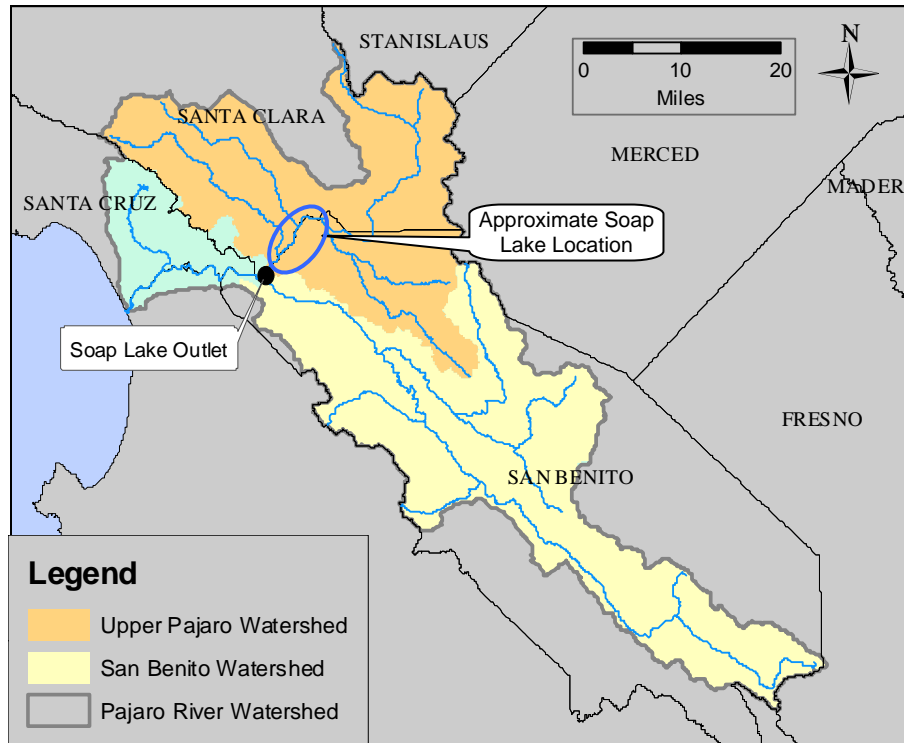 STANISLAUS
N
0 10 20
Miles
SANTA CLARA
MERCED
MADER
SANTA CRUZ
Approximate Soap
Lake Location
Soap Lake Outlet
FRESNO
SAN BENITO
Legend
Upper Pajaro Watershed
San Benito Watershed
Pajaro River Watershed